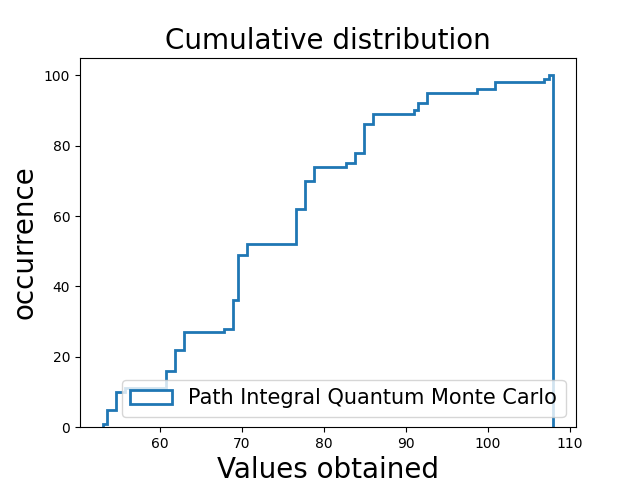 Cumulative distribution
occurrence
100
80
60
40
20
0
Path Integral Quantum Monte Carlo
60 70 80 90 100 110
Values obtained